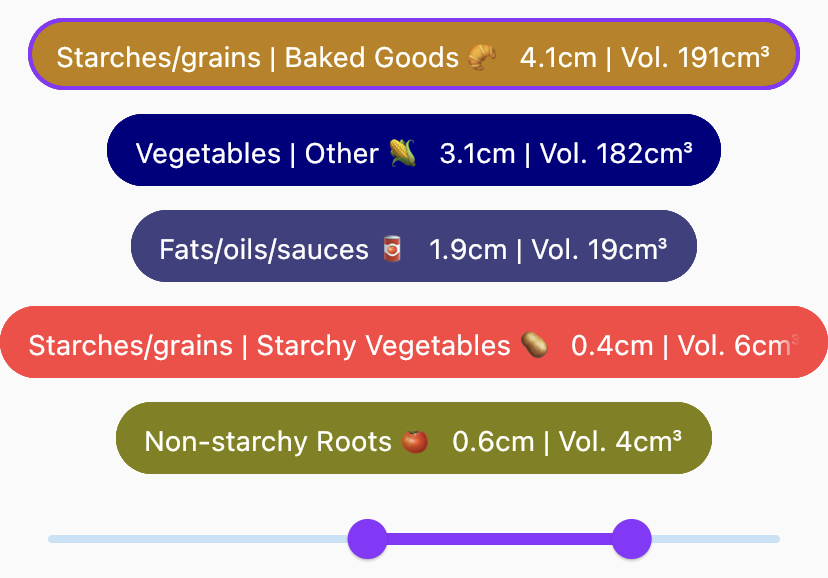 Starches/grains | Baked Goods 🥐 4.1cm | Vol. 191cm³
Vegetables | Other 🌽 3.1cm | Vol. 182cm³
Fats/oils/sauces 🥫 1.9cm | Vol. 19cm³
Starches/grains | Starchy Vegetables 🥔 0.4cm | Vol. 6cm³
Non-starchy Roots 🍅 0.6cm | Vol. 4cm³